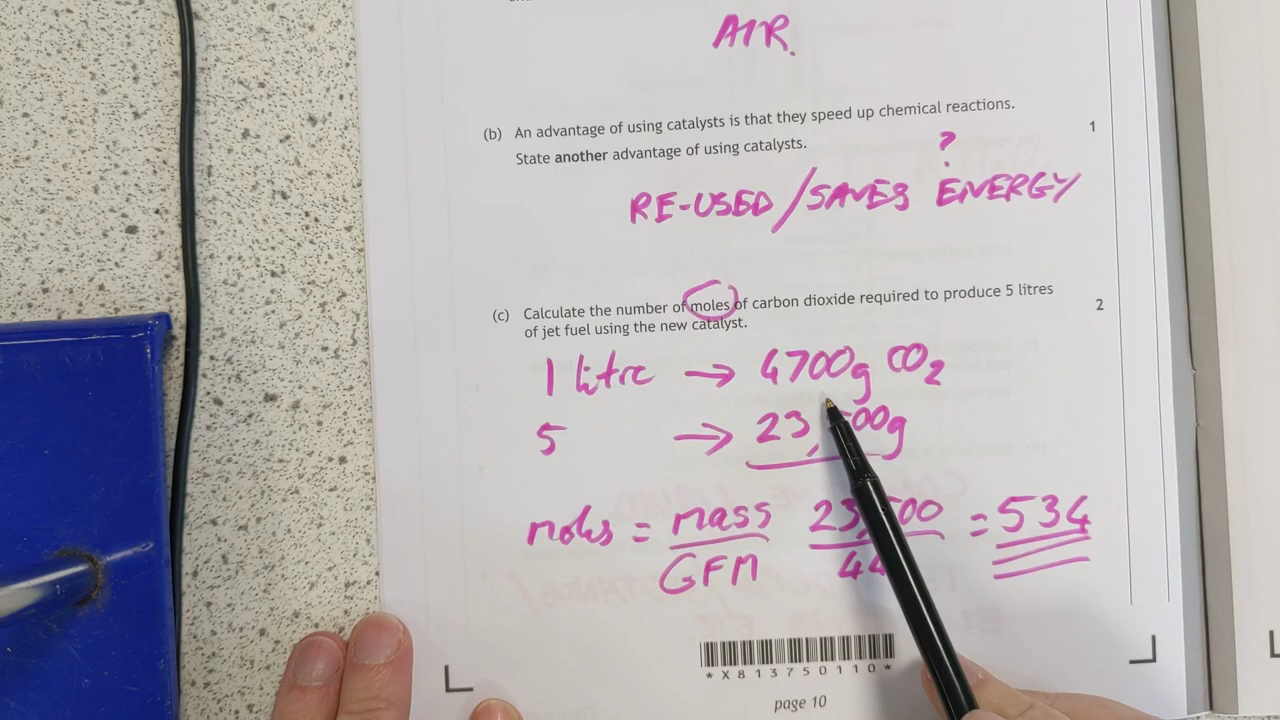 AIR.
(b) An advantage of using catalysts is that they speed up chemical reactions.
State another advantage of using catalysts. 1
?
RE-USED/SAVES ENERGY
(c) Calculate the number of moles of carbon dioxide required to produce 5 litres
of jet fuel using the new catalyst. 2
1 litre → 4700g CO2
5 → 23,
moles = mass
GFM
= 534
*X813750110*
page 10